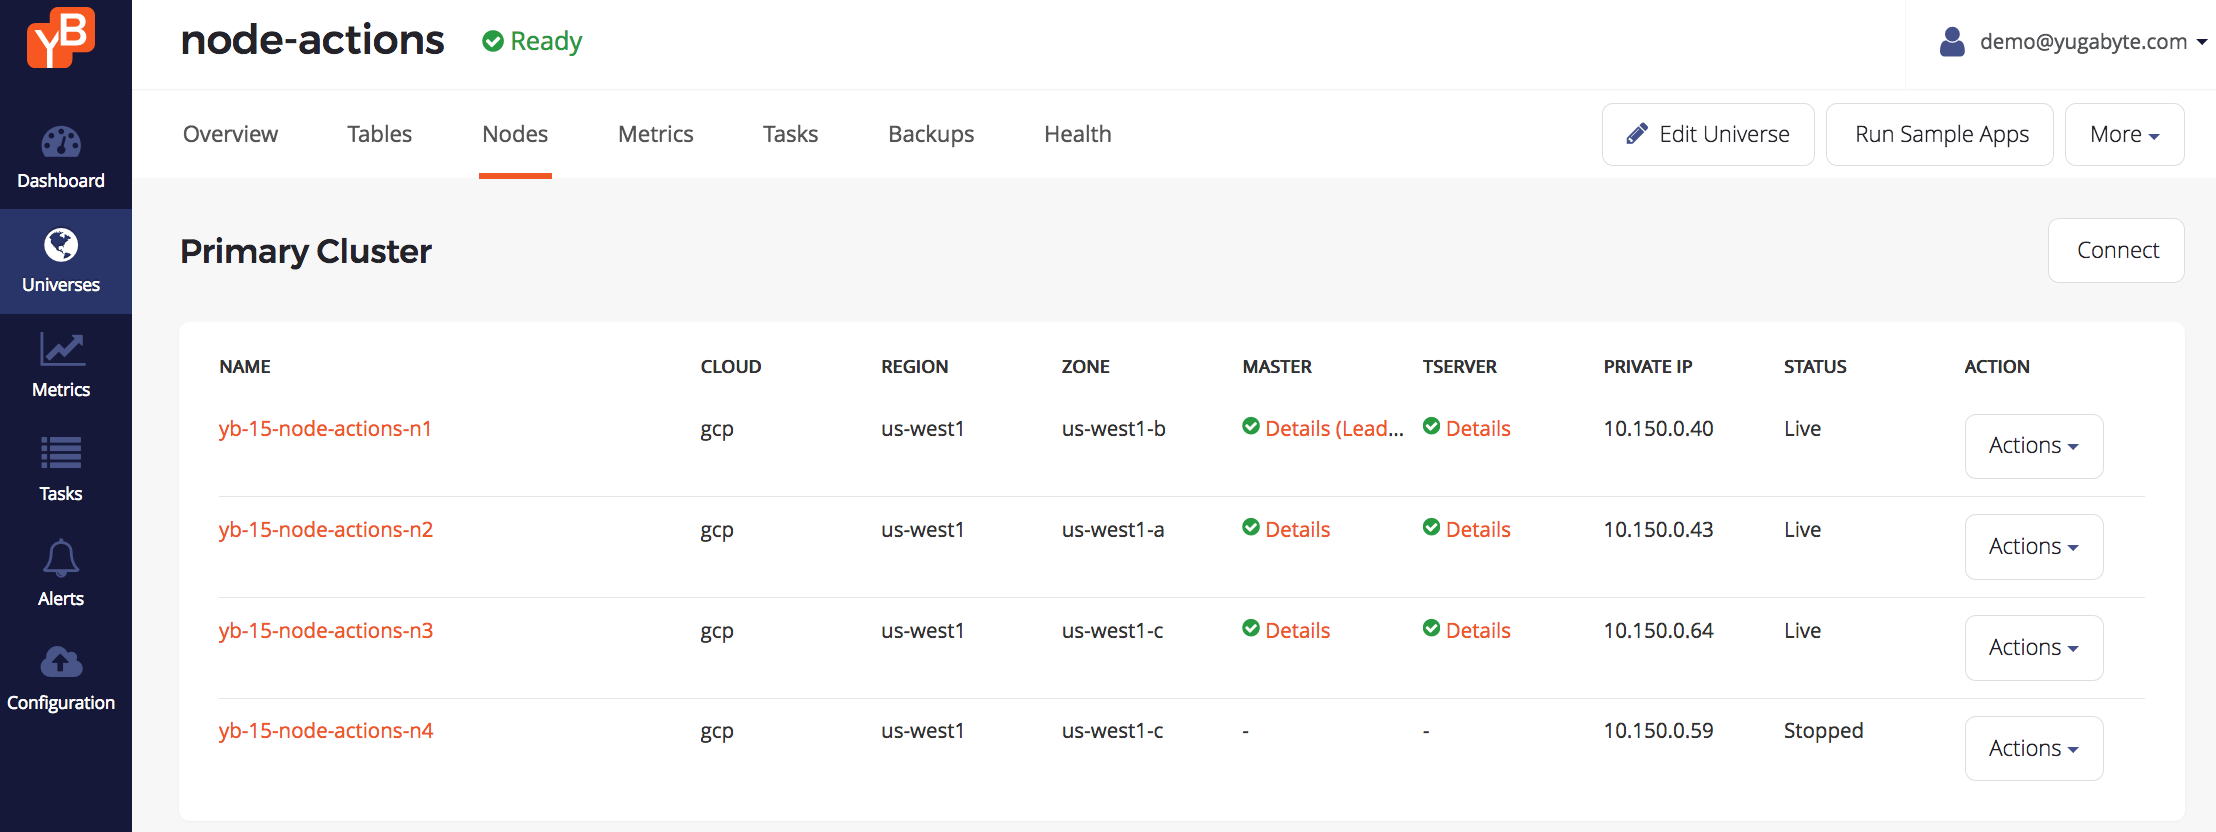 YB
node-actions Ready demo@yugabyte.com
Dashboard
Universes
Metrics
Tasks
Alerts
Configuration
Overview Tables Nodes Metrics Tasks Backups Health Edit Universe Run Sample Apps More
Primary Cluster Connect
NAME CLOUD REGION ZONE MASTER TSERVER PRIVATE IP STATUS ACTION
yb-15-node-actions-n1 gcp us-west1 us-west1-b Details (Lead... Details 10.150.0.40 Live Actions
yb-15-node-actions-n2 gcp us-west1 us-west1-a Details Details 10.150.0.43 Live Actions
yb-15-node-actions-n3 gcp us-west1 us-west1-c Details Details 10.150.0.64 Live Actions
yb-15-node-actions-n4 gcp us-west1 us-west1-c - - 10.150.0.59 Stopped Actions